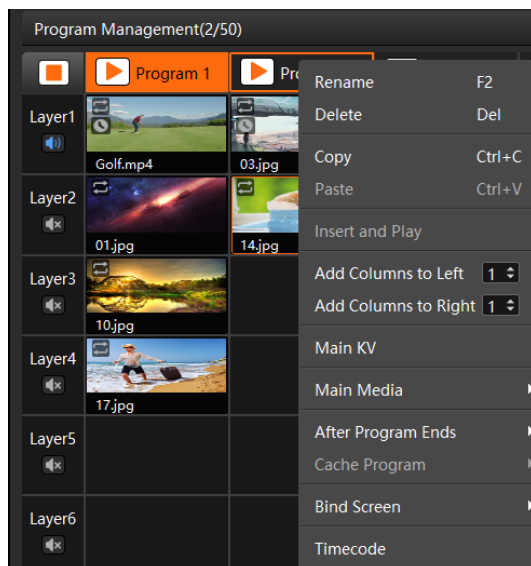 Program Management(2/50)
Program 1
Layer1
Golf.mp4
03.jpg
Layer2
01.jpg
14.jpg
Layer3
10.jpg
Layer4
17.jpg
Layer5
Layer6
Rename F2
Delete Del
Copy Ctrl+C
Paste Ctrl+V
Insert and Play
Add Columns to Left 1
Add Columns to Right 1
Main KV
Main Media
After Program Ends
Cache Program
Bind Screen
Timecode